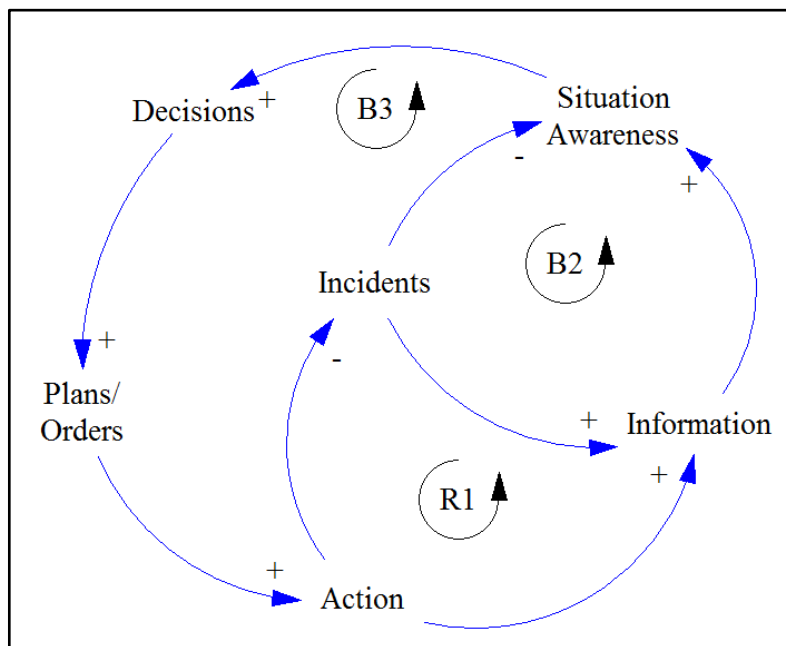 Situation
Awareness
Decisions
+
B3
-
+
B2
Incidents
+
-
Plans/
Orders
+
Information
+
R1
+
Action